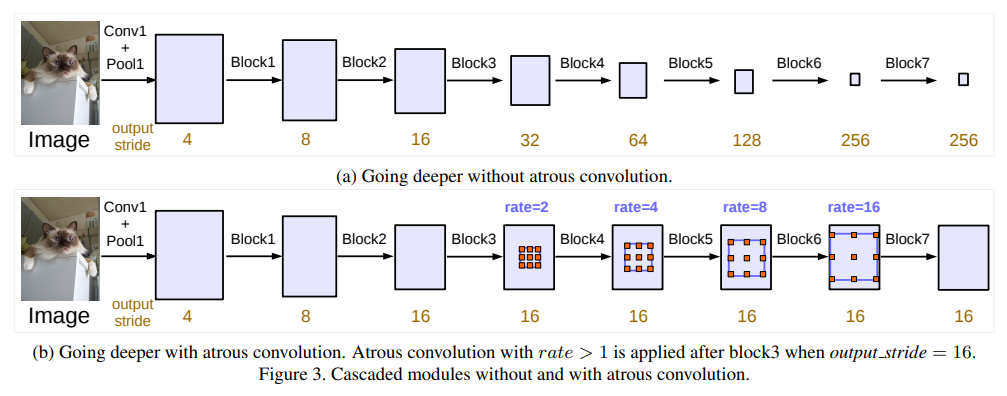 Conv1
+
Pool1
Block1
Block2
Block3
Block4
Block5
Block6
Block7
Image
output
stride
4
8
16
32
64
128
256
256
(a) Going deeper without atrous convolution.
rate=2
rate=4
rate=8
rate=16
Conv1
+
Pool1
Block1
Block2
Block3
Block4
Block5
Block6
Block7
Image
output
stride
4
8
16
16
16
16
16
16
(b) Going deeper with atrous convolution. Atrous convolution with rate > 1 is applied after block3 when output_stride = 16.
Figure 3. Cascaded modules without and with atrous convolution.